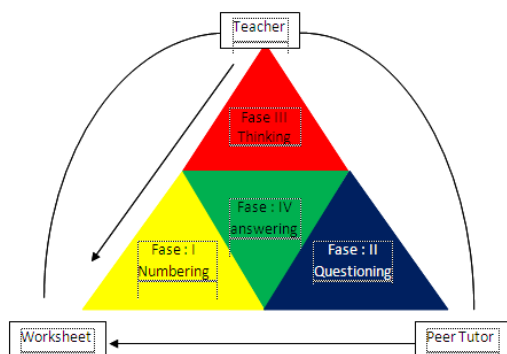 Teacher
Fase III
Thinking
Fase : IV
answering
Fase : I
Numbering
Fase : II
Questioning
Worksheet
Peer Tutor